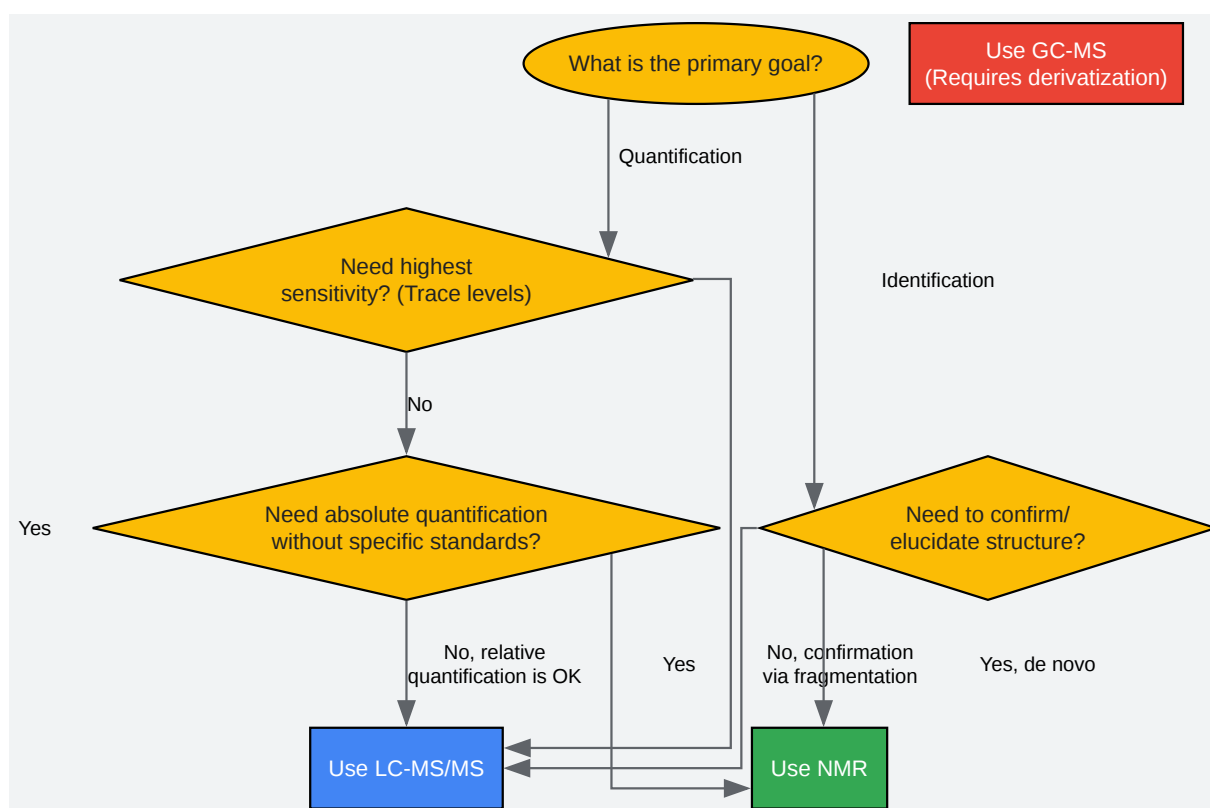 What is the primary goal?
Use GC-MS
(Requires derivatization)
Quantification
Need highest
sensitivity? (Trace levels)
Identification
No
Need absolute quantification
without specific standards?
Need to confirm/
elucidate structure?
Yes
No, relative
quantification is OK
Yes
No, confirmation
via fragmentation
Yes, de novo
Use LC-MS/MS
Use NMR